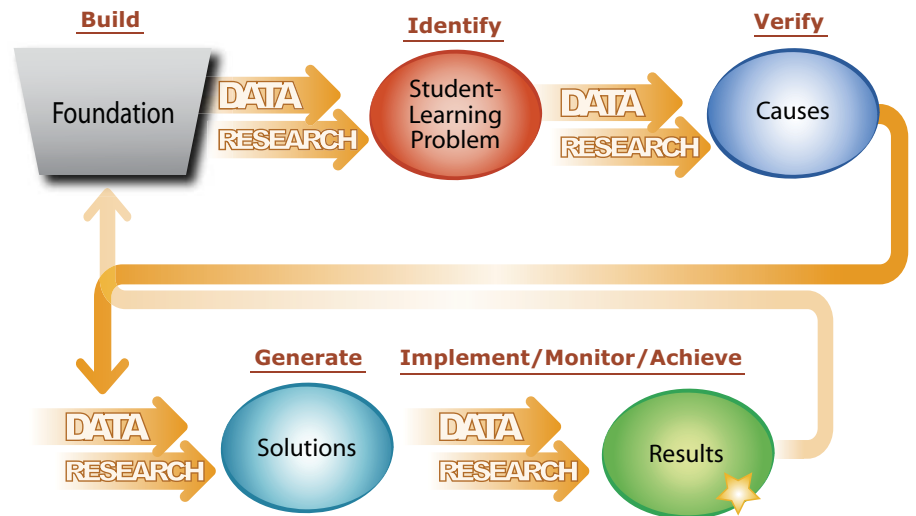 Build
Identify
Verify
Foundation
DATA
RESEARCH
Student-
Learning
Problem
DATA
RESEARCH
Causes
Generate
Implement/Monitor/Achieve
DATA
RESEARCH
Solutions
DATA
RESEARCH
Results